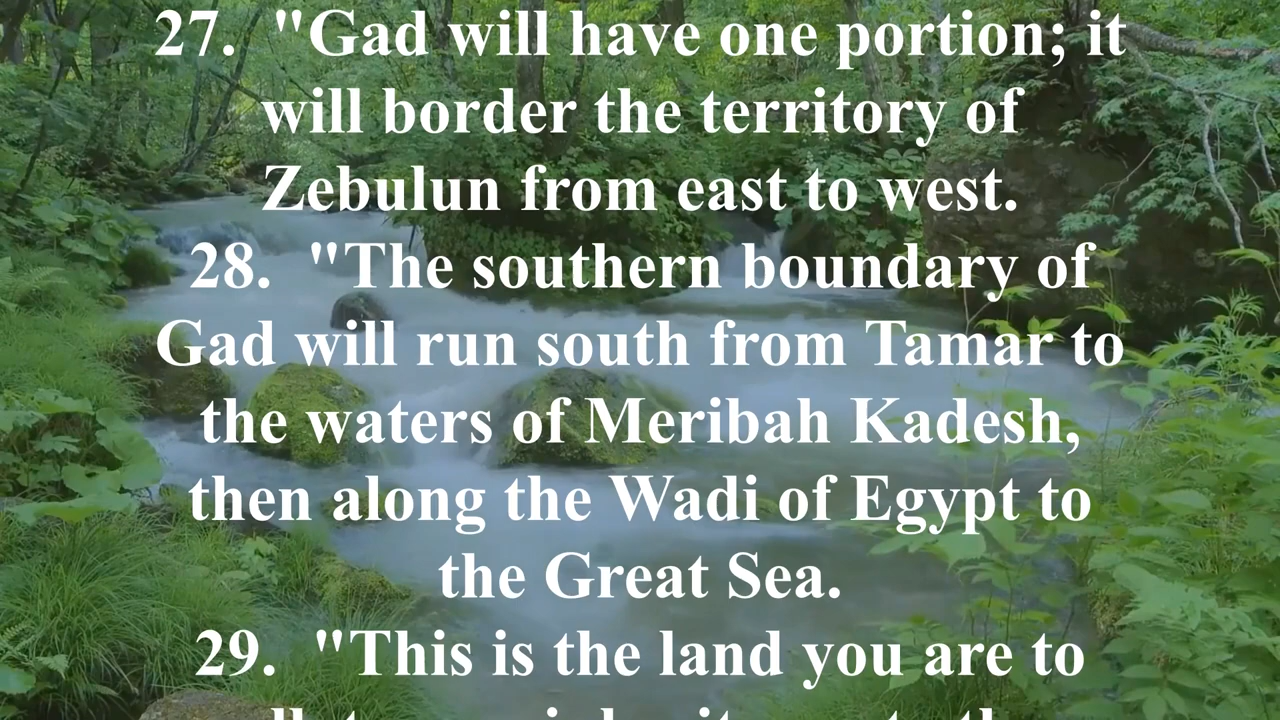 27.  "Gad will have one portion; it
will border the territory of
Zebulun from east to west.
28.  "The southern boundary of
Gad will run south from Tamar to
the waters of Meribah Kadesh,
then along the Wadi of Egypt to
the Great Sea.
29.  "This is the land you are to